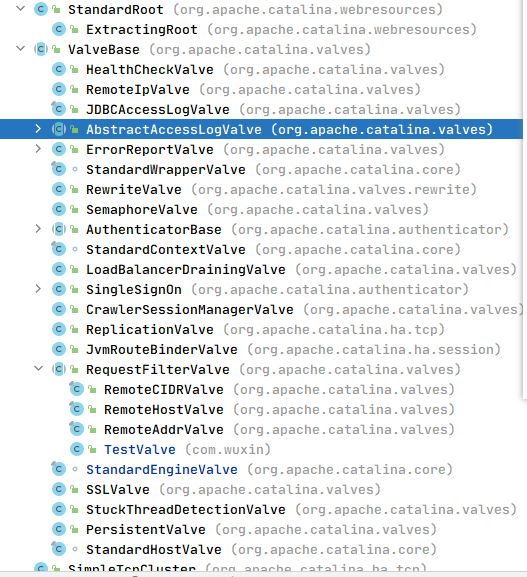 StandardRoot (org.apache.catalina.webresources)
ExtractingRoot (org.apache.catalina.webresources)
ValveBase (org.apache.catalina.valves)
HealthCheckValve (org.apache.catalina.valves)
RemoteIpValve (org.apache.catalina.valves)
JDBCAccessLogValve (org.apache.catalina.valves)
AbstractAccessLogValve (org.apache.catalina.valves)
ErrorReportValve (org.apache.catalina.valves)
StandardWrapperValve (org.apache.catalina.core)
RewriteValve (org.apache.catalina.valves.rewrite)
SemaphoreValve (org.apache.catalina.valves)
AuthenticatorBase (org.apache.catalina.authenticator)
StandardContextValve (org.apache.catalina.core)
LoadBalancerDrainingValve (org.apache.catalina.valves)
SingleSignOn (org.apache.catalina.authenticator)
CrawlerSessionManagerValve (org.apache.catalina.valves)
ReplicationValve (org.apache.catalina.ha.tcp)
JvmRouteBinderValve (org.apache.catalina.ha.session)
RequestFilterValve (org.apache.catalina.valves)
RemoteCIDRValve (org.apache.catalina.valves)
RemoteHostValve (org.apache.catalina.valves)
RemoteAddrValve (org.apache.catalina.valves)
TestValve (com.wuxin)
StandardEngineValve (org.apache.catalina.core)
SSLValve (org.apache.catalina.valves)
StuckThreadDetectionValve (org.apache.catalina.valves)
PersistentValve (org.apache.catalina.valves)
StandardHostValve (org.apache.catalina.core)
SimpleTcpCluster (org.apache.catalina.ha.tcp)